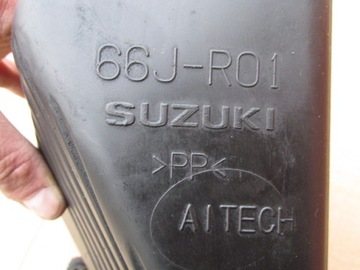 66J-R01
SUZUKI
>PP<
AITECH